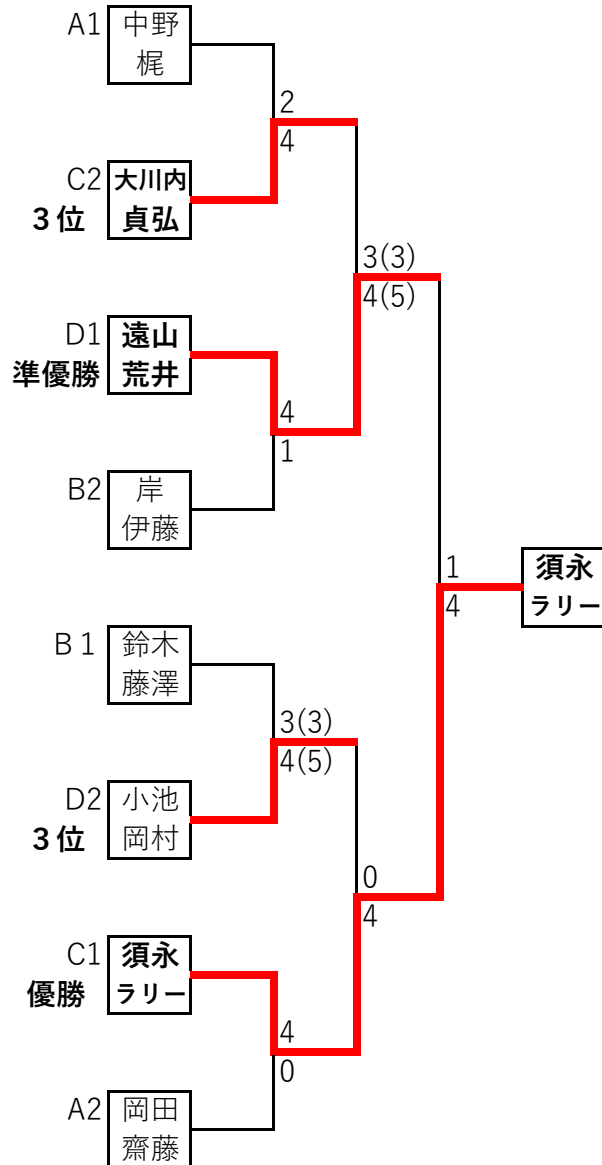 A1 中野
梶
2
4
C2 大川内
３位 貞弘
3(3)
4(5)
D1 遠山
準優勝 荒井
4
1
B2 岸
伊藤
1
4
須永
ラリー
B１ 鈴木
藤澤
3(3)
4(5)
D2 小池
３位 岡村
0
4
C1 須永
優勝 ラリー
4
0
A2 岡田
齋藤